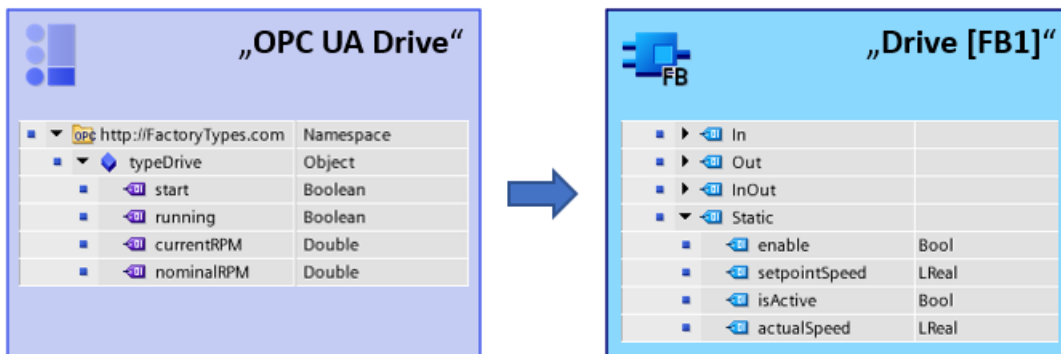 „OPC UA Drive“
OPC http://FactoryTypes.com Namespace
typeDrive Object
start Boolean
running Boolean
currentRPM Double
nominalRPM Double
FB
„Drive [FB1]“
In
Out
InOut
Static
enable Bool
setpointSpeed LReal
isActive Bool
actualSpeed LReal